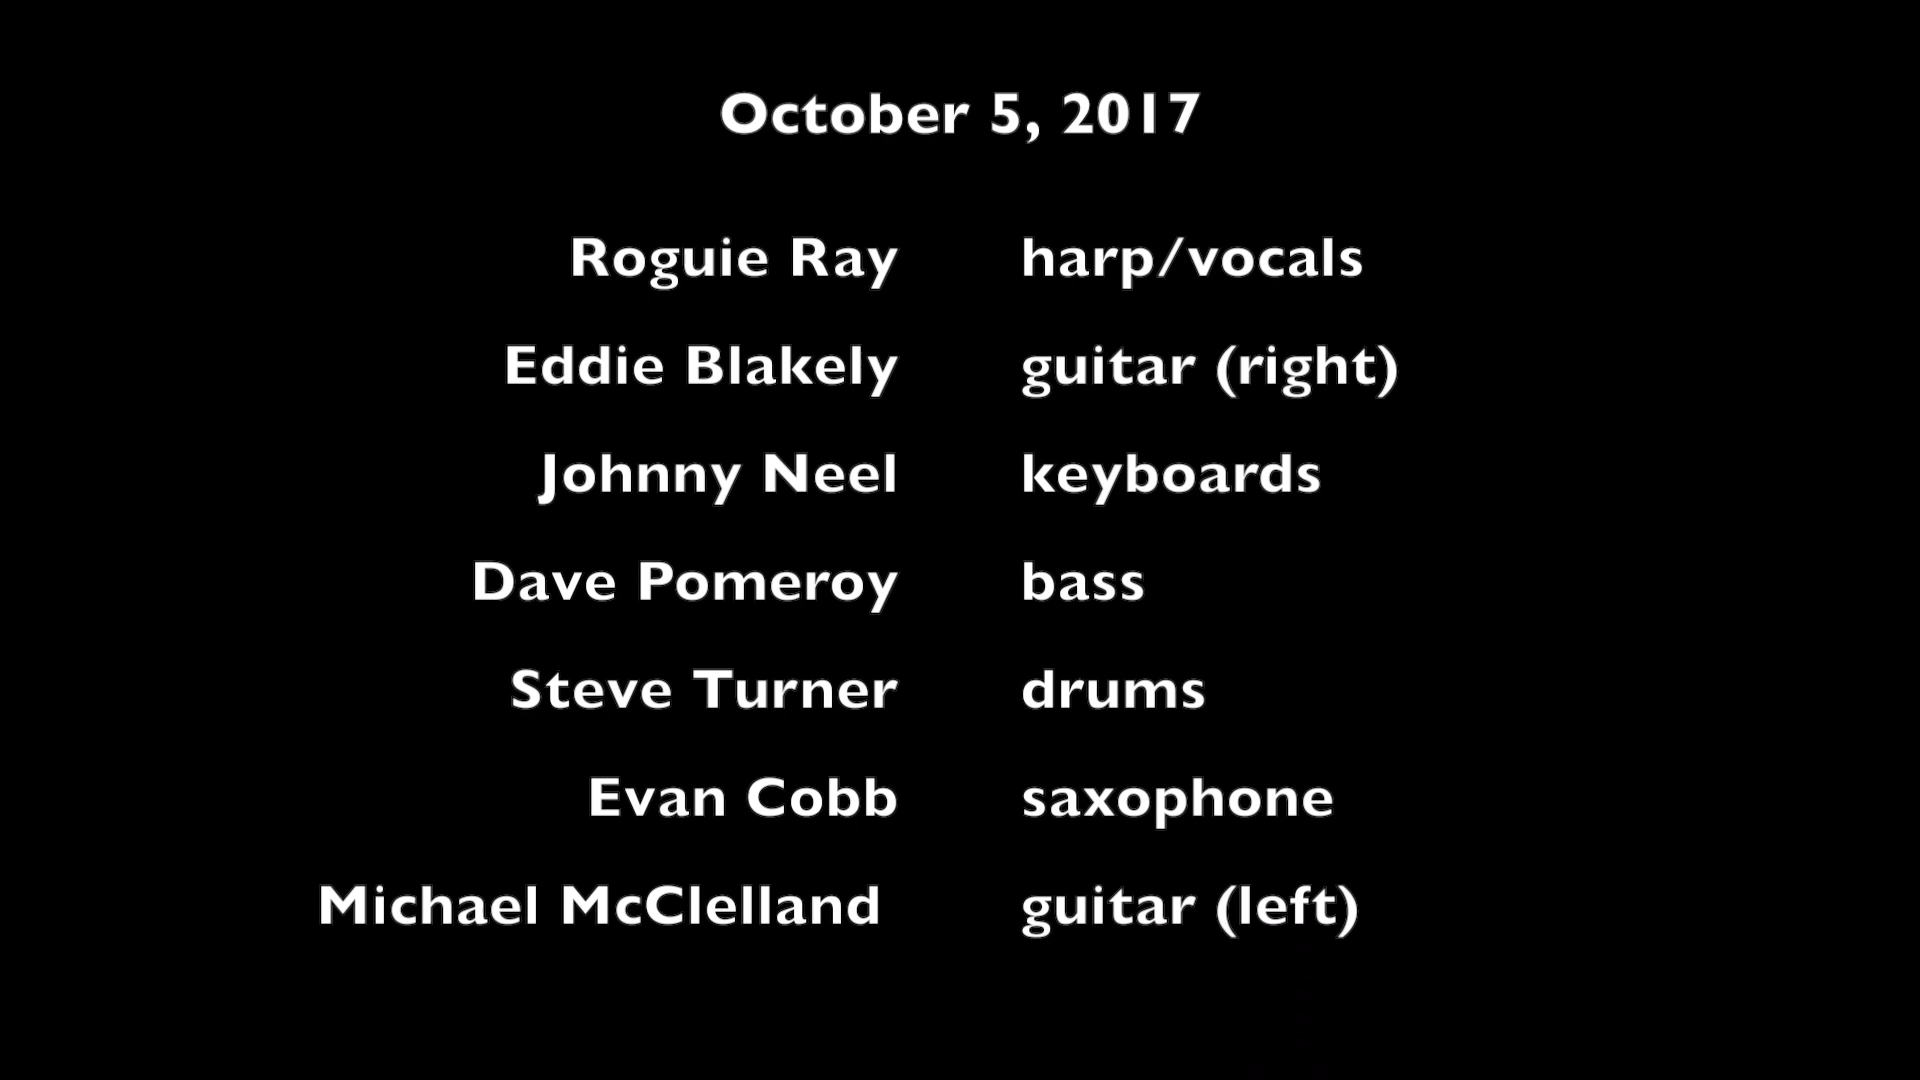 October 5, 2017
Roguie Ray harp/vocals
Eddie Blakely guitar (right)
Johnny Neel keyboards
Dave Pomeroy bass
Steve Turner drums
Evan Cobb saxophone
Michael McClelland guitar (left)